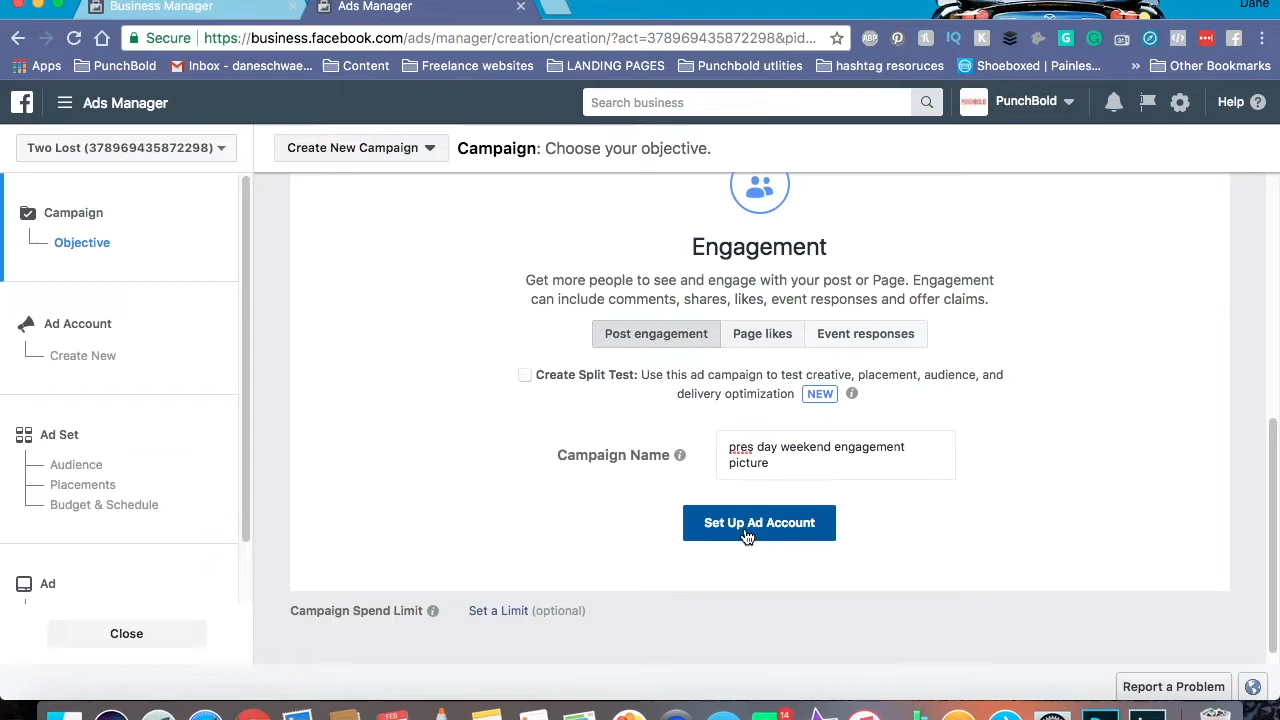 Business Manager
Ads Manager
Dane
Secure
https://business.facebook.com/ads/manager/creation/creation/?act=378969435872298&pid...
Apps
PunchBold
Inbox - daneschwae...
Content
Freelance websites
LANDING PAGES
Punchbold utlities
hashtag resoruces
Shoeboxed | Painles...
»
Other Bookmarks
Ads Manager
Search business
PunchBold
Help
Two Lost (378969435872298)
Create New Campaign
Campaign: Choose your objective.
Campaign
Objective
Ad Account
Create New
Ad Set
Audience
Placements
Budget & Schedule
Ad
Close
Engagement
Get more people to see and engage with your post or Page. Engagement
can include comments, shares, likes, event responses and offer claims.
Post engagement
Page likes
Event responses
Create Split Test: Use this ad campaign to test creative, placement, audience, and
delivery optimization NEW
Campaign Name
pres day weekend engagement
picture
Set Up Ad Account
Campaign Spend Limit
Set a Limit (optional)
Report a Problem
FEB
14